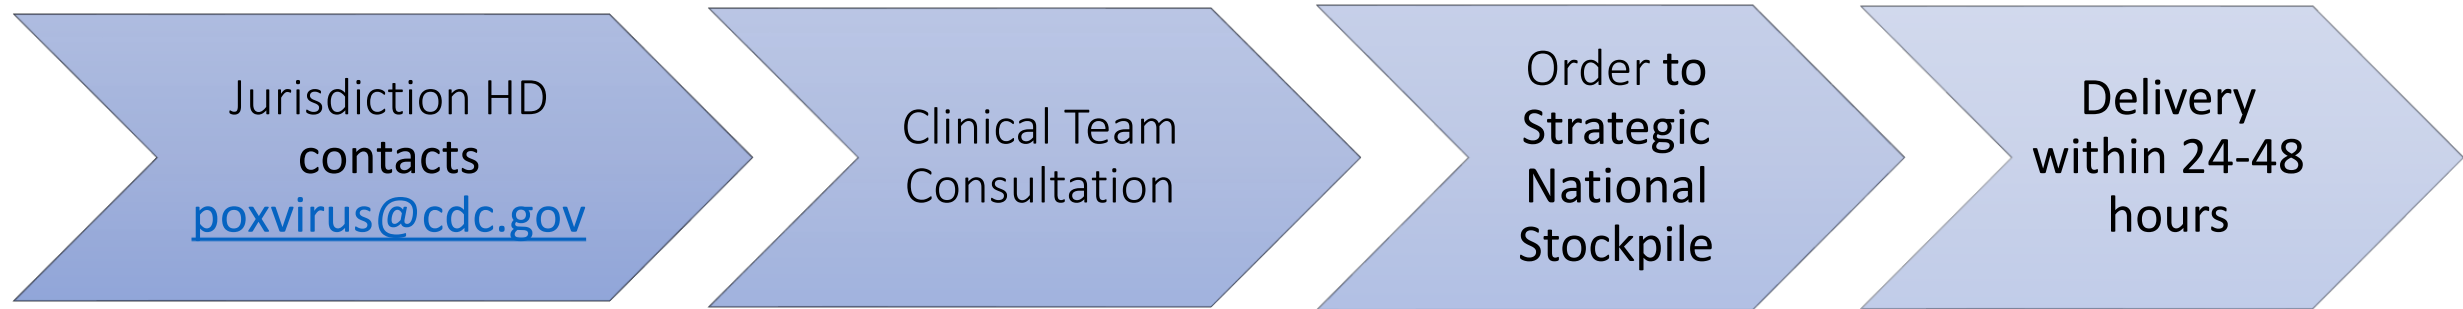 Jurisdiction HD
contacts
poxvirus@cdc.gov
Clinical Team
Consultation
Order to
Strategic
National
Stockpile
Delivery
within 24-48
hours